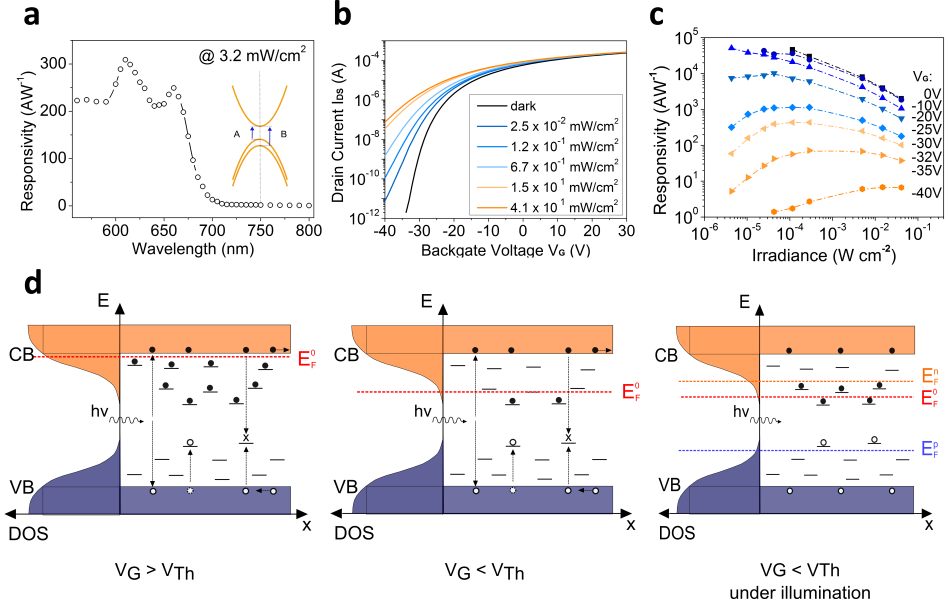 a
@ 3.2 mW/cm²
Responsivity (AW⁻¹)
300
200
100
0
A
B
600
650
700
750
800
Wavelength (nm)
b
Drain Current I_DS (A)
10⁻⁴
10⁻⁶
10⁻⁸
10⁻¹⁰
10⁻¹²
dark
2.5 x 10⁻² mW/cm²
1.2 x 10⁻¹ mW/cm²
6.7 x 10⁻¹ mW/cm²
1.5 x 10¹ mW/cm²
4.1 x 10¹ mW/cm²
-40
-30
-20
-10
0
10
20
30
Backgate Voltage V_G (V)
c
Responsivity (AW⁻¹)
10⁵
10⁴
10³
10²
10¹
10⁰
V_G:
0V
-10V
-20V
-25V
-30V
-32V
-35V
-40V
10⁻⁶
10⁻⁵
10⁻⁴
10⁻³
10⁻²
10⁻¹
10⁰
Irradiance (W cm⁻²)
d
E
CB
E_F⁰
hν
x
VB
DOS
x
V_G > V_Th
E
CB
E_F⁰
hν
x
VB
DOS
x
V_G < V_Th
E
CB
E_Fⁿ
E_F⁰
hν
E_Fᵖ
VB
DOS
x
VG < VTh
under illumination